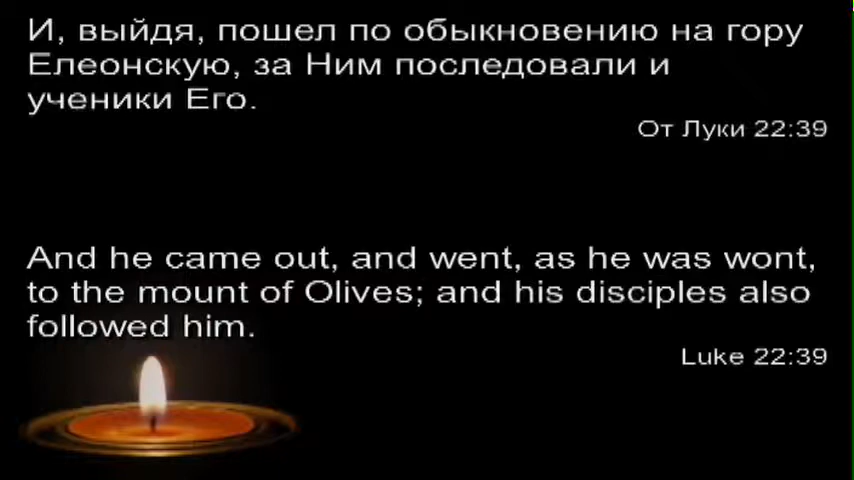 И, выйдя, пошел по обыкновению на гору
Елеонскую, за Ним последовали и
ученики Его.
От Луки 22:39
And he came out, and went, as he was wont,
to the mount of Olives; and his disciples also
followed him.
Luke 22:39